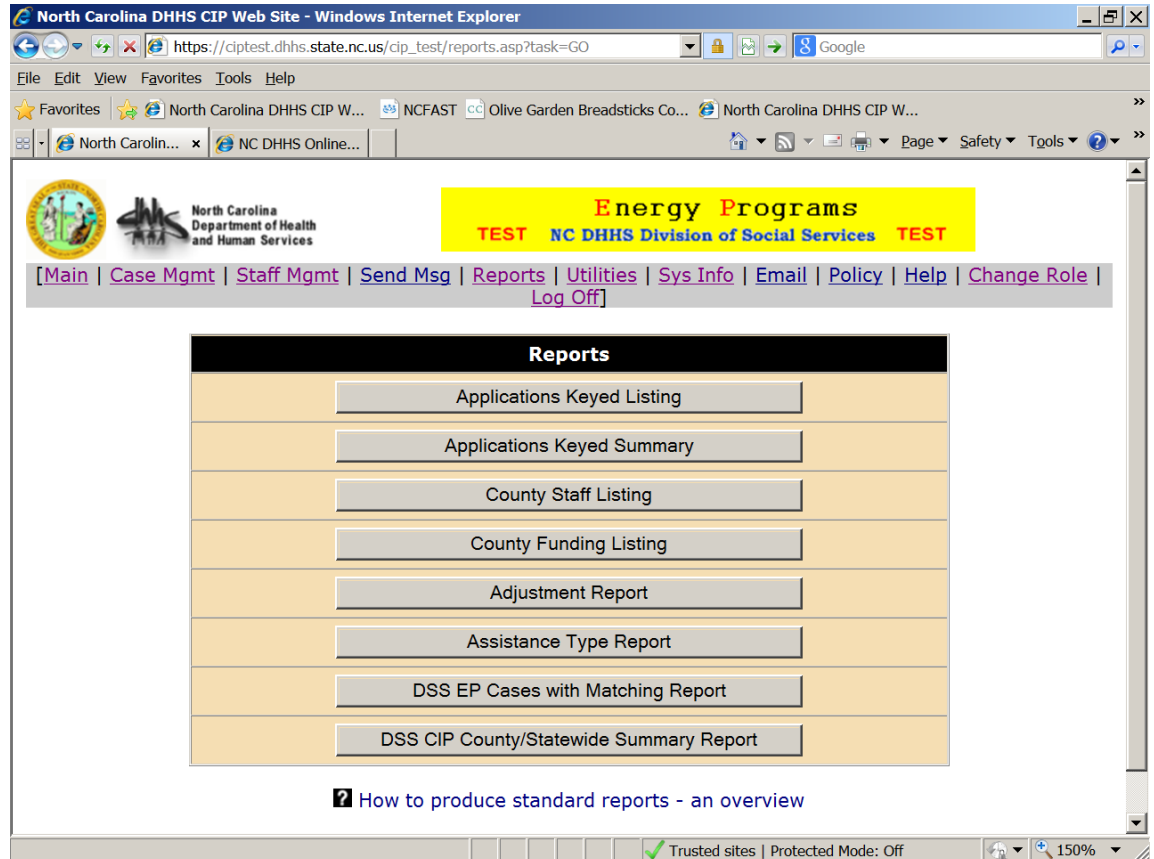 North Carolina DHHS CIP Web Site - Windows Internet Explorer
https://ciptest.dhhs.state.nc.us/cip_test/reports.asp?task=GO
Google
File Edit View Favorites Tools Help
Favorites North Carolina DHHS CIP W... NCFAST CC Olive Garden Breadsticks Co... North Carolina DHHS CIP W... »
North Carolin... x NC DHHS Online... Page Safety Tools »
North Carolina
Department of Health
and Human Services
Energy Programs
TEST NC DHHS Division of Social Services TEST
[Main | Case Mgmt | Staff Mgmt | Send Msg | Reports | Utilities | Sys Info | Email | Policy | Help | Change Role |
Log Off]
Reports
Applications Keyed Listing
Applications Keyed Summary
County Staff Listing
County Funding Listing
Adjustment Report
Assistance Type Report
DSS EP Cases with Matching Report
DSS CIP County/Statewide Summary Report
? How to produce standard reports - an overview
Trusted sites | Protected Mode: Off 150%